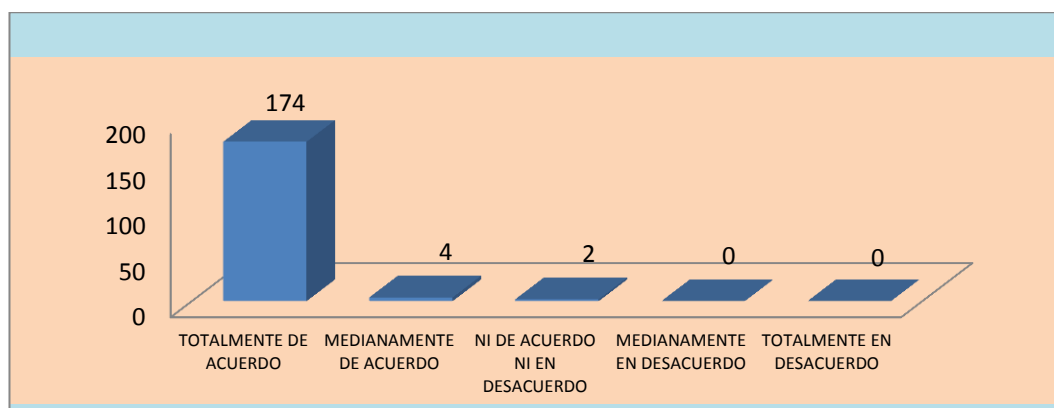 174
200
150
100
50
0
4
2
0
0
TOTALMENTE DE
ACUERDO
MEDIANAMENTE
DE ACUERDO
NI DE ACUERDO
NI EN
DESACUERDO
MEDIANAMENTE
EN DESACUERDO
TOTALMENTE EN
DESACUERDO